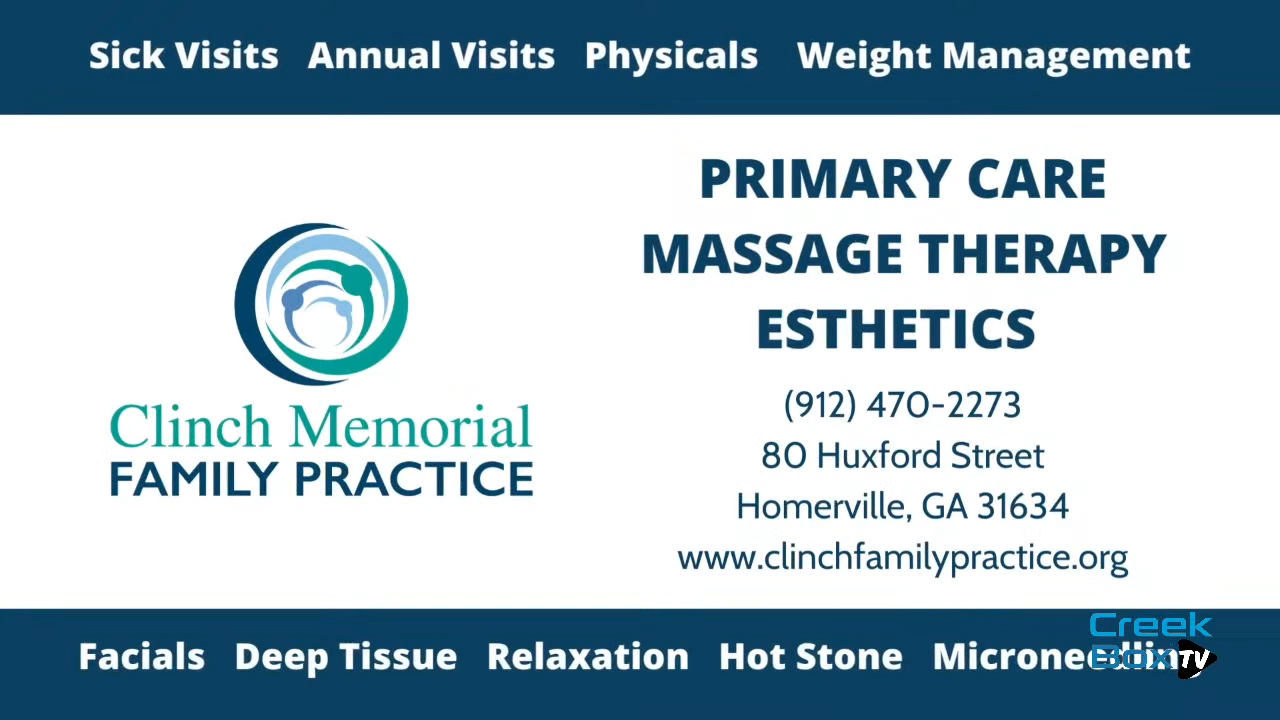 Sick Visits Annual Visits Physicals Weight Management
PRIMARY CARE
MASSAGE THERAPY
ESTHETICS
Clinch Memorial
FAMILY PRACTICE
(912) 470-2273
80 Huxford Street
Homerville, GA 31634
www.clinchfamilypractice.org
Facials Deep Tissue Relaxation Hot Stone
Creek
Box TV